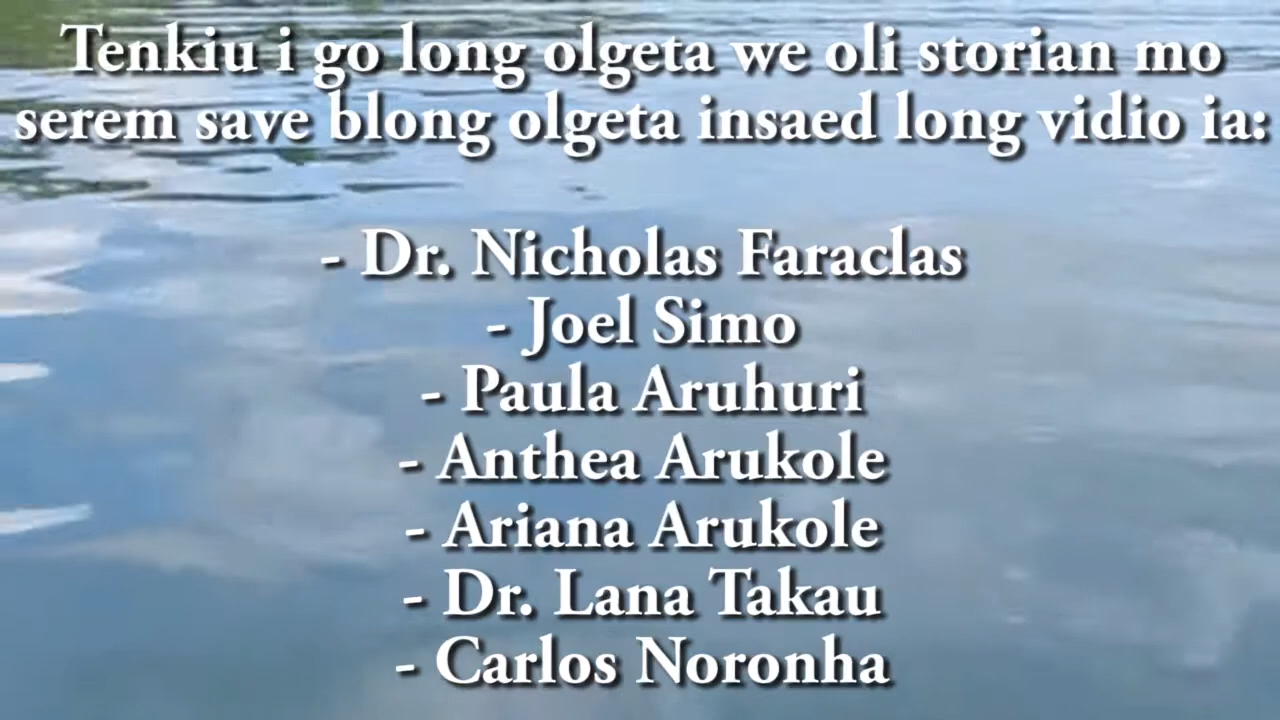 Tenkiu i go long olgeta we oli storian mo
serem save blong olgeta insaed long vidio ia:
- Dr. Nicholas Faraclas
- Joel Simo
- Paula Aruhuri
- Anthea Arukole
- Ariana Arukole
- Dr. Lana Takau
- Carlos Noronha